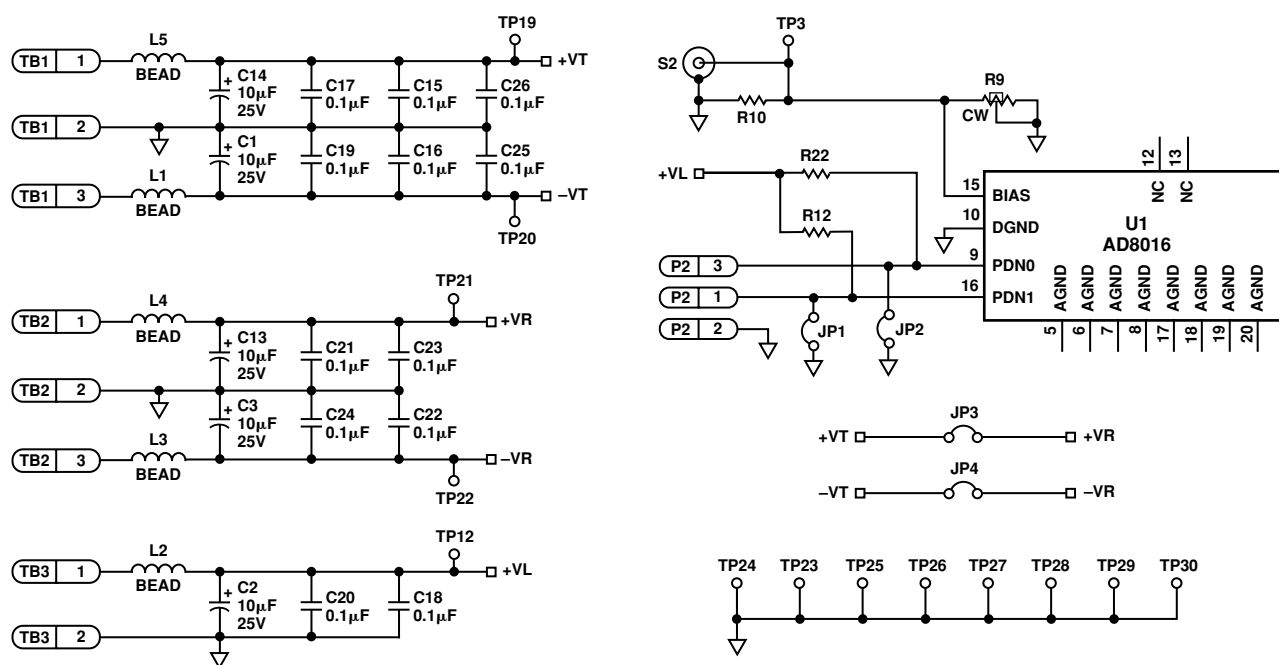 TP19
L5
TB1 1
BEAD
+VT
+ C14
10µF
25V
C17
0.1µF
C15
0.1µF
C26
0.1µF
TB1 2
+ C1
10µF
25V
C19
0.1µF
C16
0.1µF
C25
0.1µF
L1
TB1 3
BEAD
–VT
TP20
TP21
L4
TB2 1
BEAD
+VR
+ C13
10µF
25V
C21
0.1µF
C23
0.1µF
TB2 2
+ C3
10µF
25V
C24
0.1µF
C22
0.1µF
L3
TB2 3
BEAD
–VR
TP22
TP12
L2
TB3 1
BEAD
+VL
+ C2
10µF
25V
C20
0.1µF
C18
0.1µF
TB3 2
TP3
S2
R10
R9
CW
+VL
R22
R12
P2 3
P2 1
P2 2
JP1
JP2
12
13
NC
NC
15
BIAS
10
DGND
9
PDN0
16
PDN1
U1
AD8016
AGND
AGND
AGND
AGND
AGND
AGND
AGND
AGND
5
6
7
8
17
18
19
20
JP3
+VT
+VR
JP4
–VT
–VR
TP24
TP23
TP25
TP26
TP27
TP28
TP29
TP30